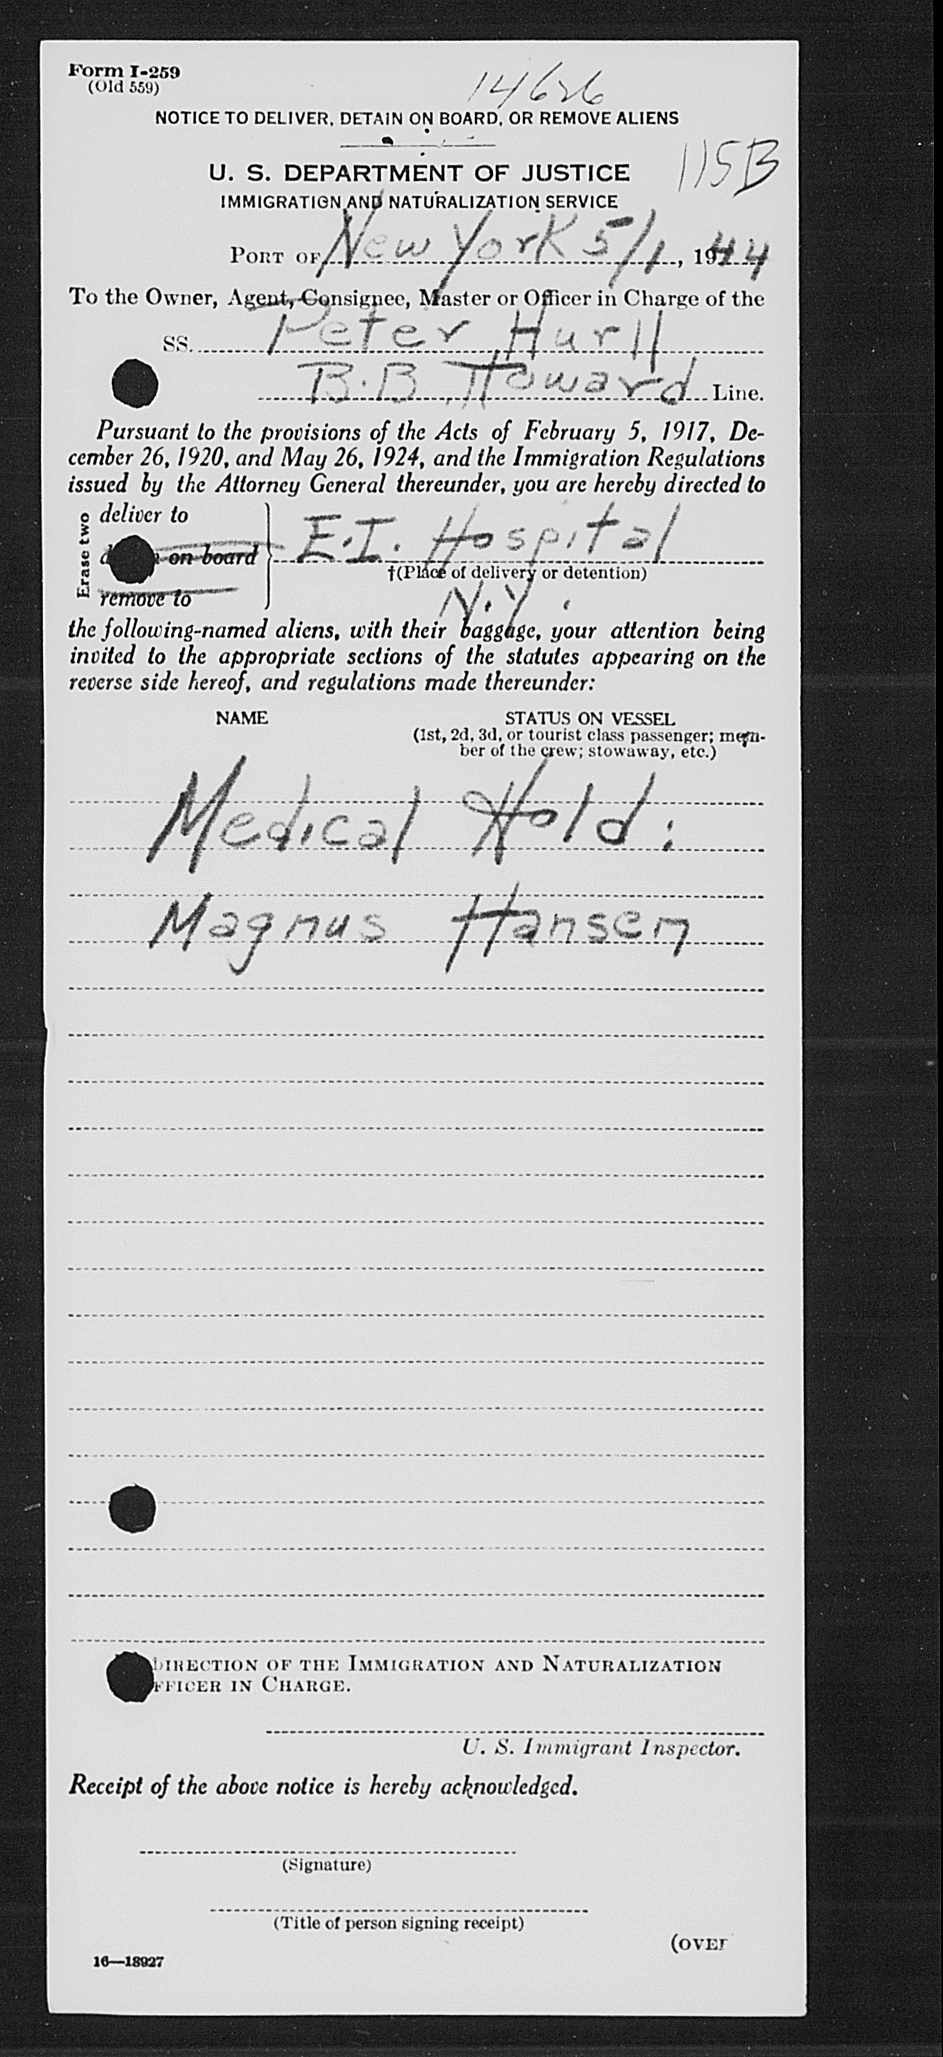 Form I-259
(Old 559)
14626
NOTICE TO DELIVER, DETAIN ON BOARD, OR REMOVE ALIENS
115B
U. S. DEPARTMENT OF JUSTICE
IMMIGRATION AND NATURALIZATION SERVICE
PORT OF New York 5/1, 1944
To the Owner, Agent, Consignee, Master or Officer in Charge of the
SS. Peter Hurll
B.B. Howard Line.
Pursuant to the provisions of the Acts of February 5, 1917, De-
cember 26, 1920, and May 26, 1924, and the Immigration Regulations
issued by the Attorney General thereunder, you are hereby directed to
Erase two
deliver to
on board E.I. Hospital
†(Place of delivery or detention)
remove to N.Y.
the following-named aliens, with their baggage, your attention being
invited to the appropriate sections of the statutes appearing on the
reverse side hereof, and regulations made thereunder:
NAME STATUS ON VESSEL
(1st, 2d, 3d, or tourist class passenger; mem-
ber of the crew; stowaway, etc.)
Medical Hold:
Magnus Hansen
DIRECTION OF THE IMMIGRATION AND NATURALIZATION
OFFICER IN CHARGE.
U. S. Immigrant Inspector.
Receipt of the above notice is hereby acknowledged.
(Signature)
(Title of person signing receipt)
(OVER
16—18927